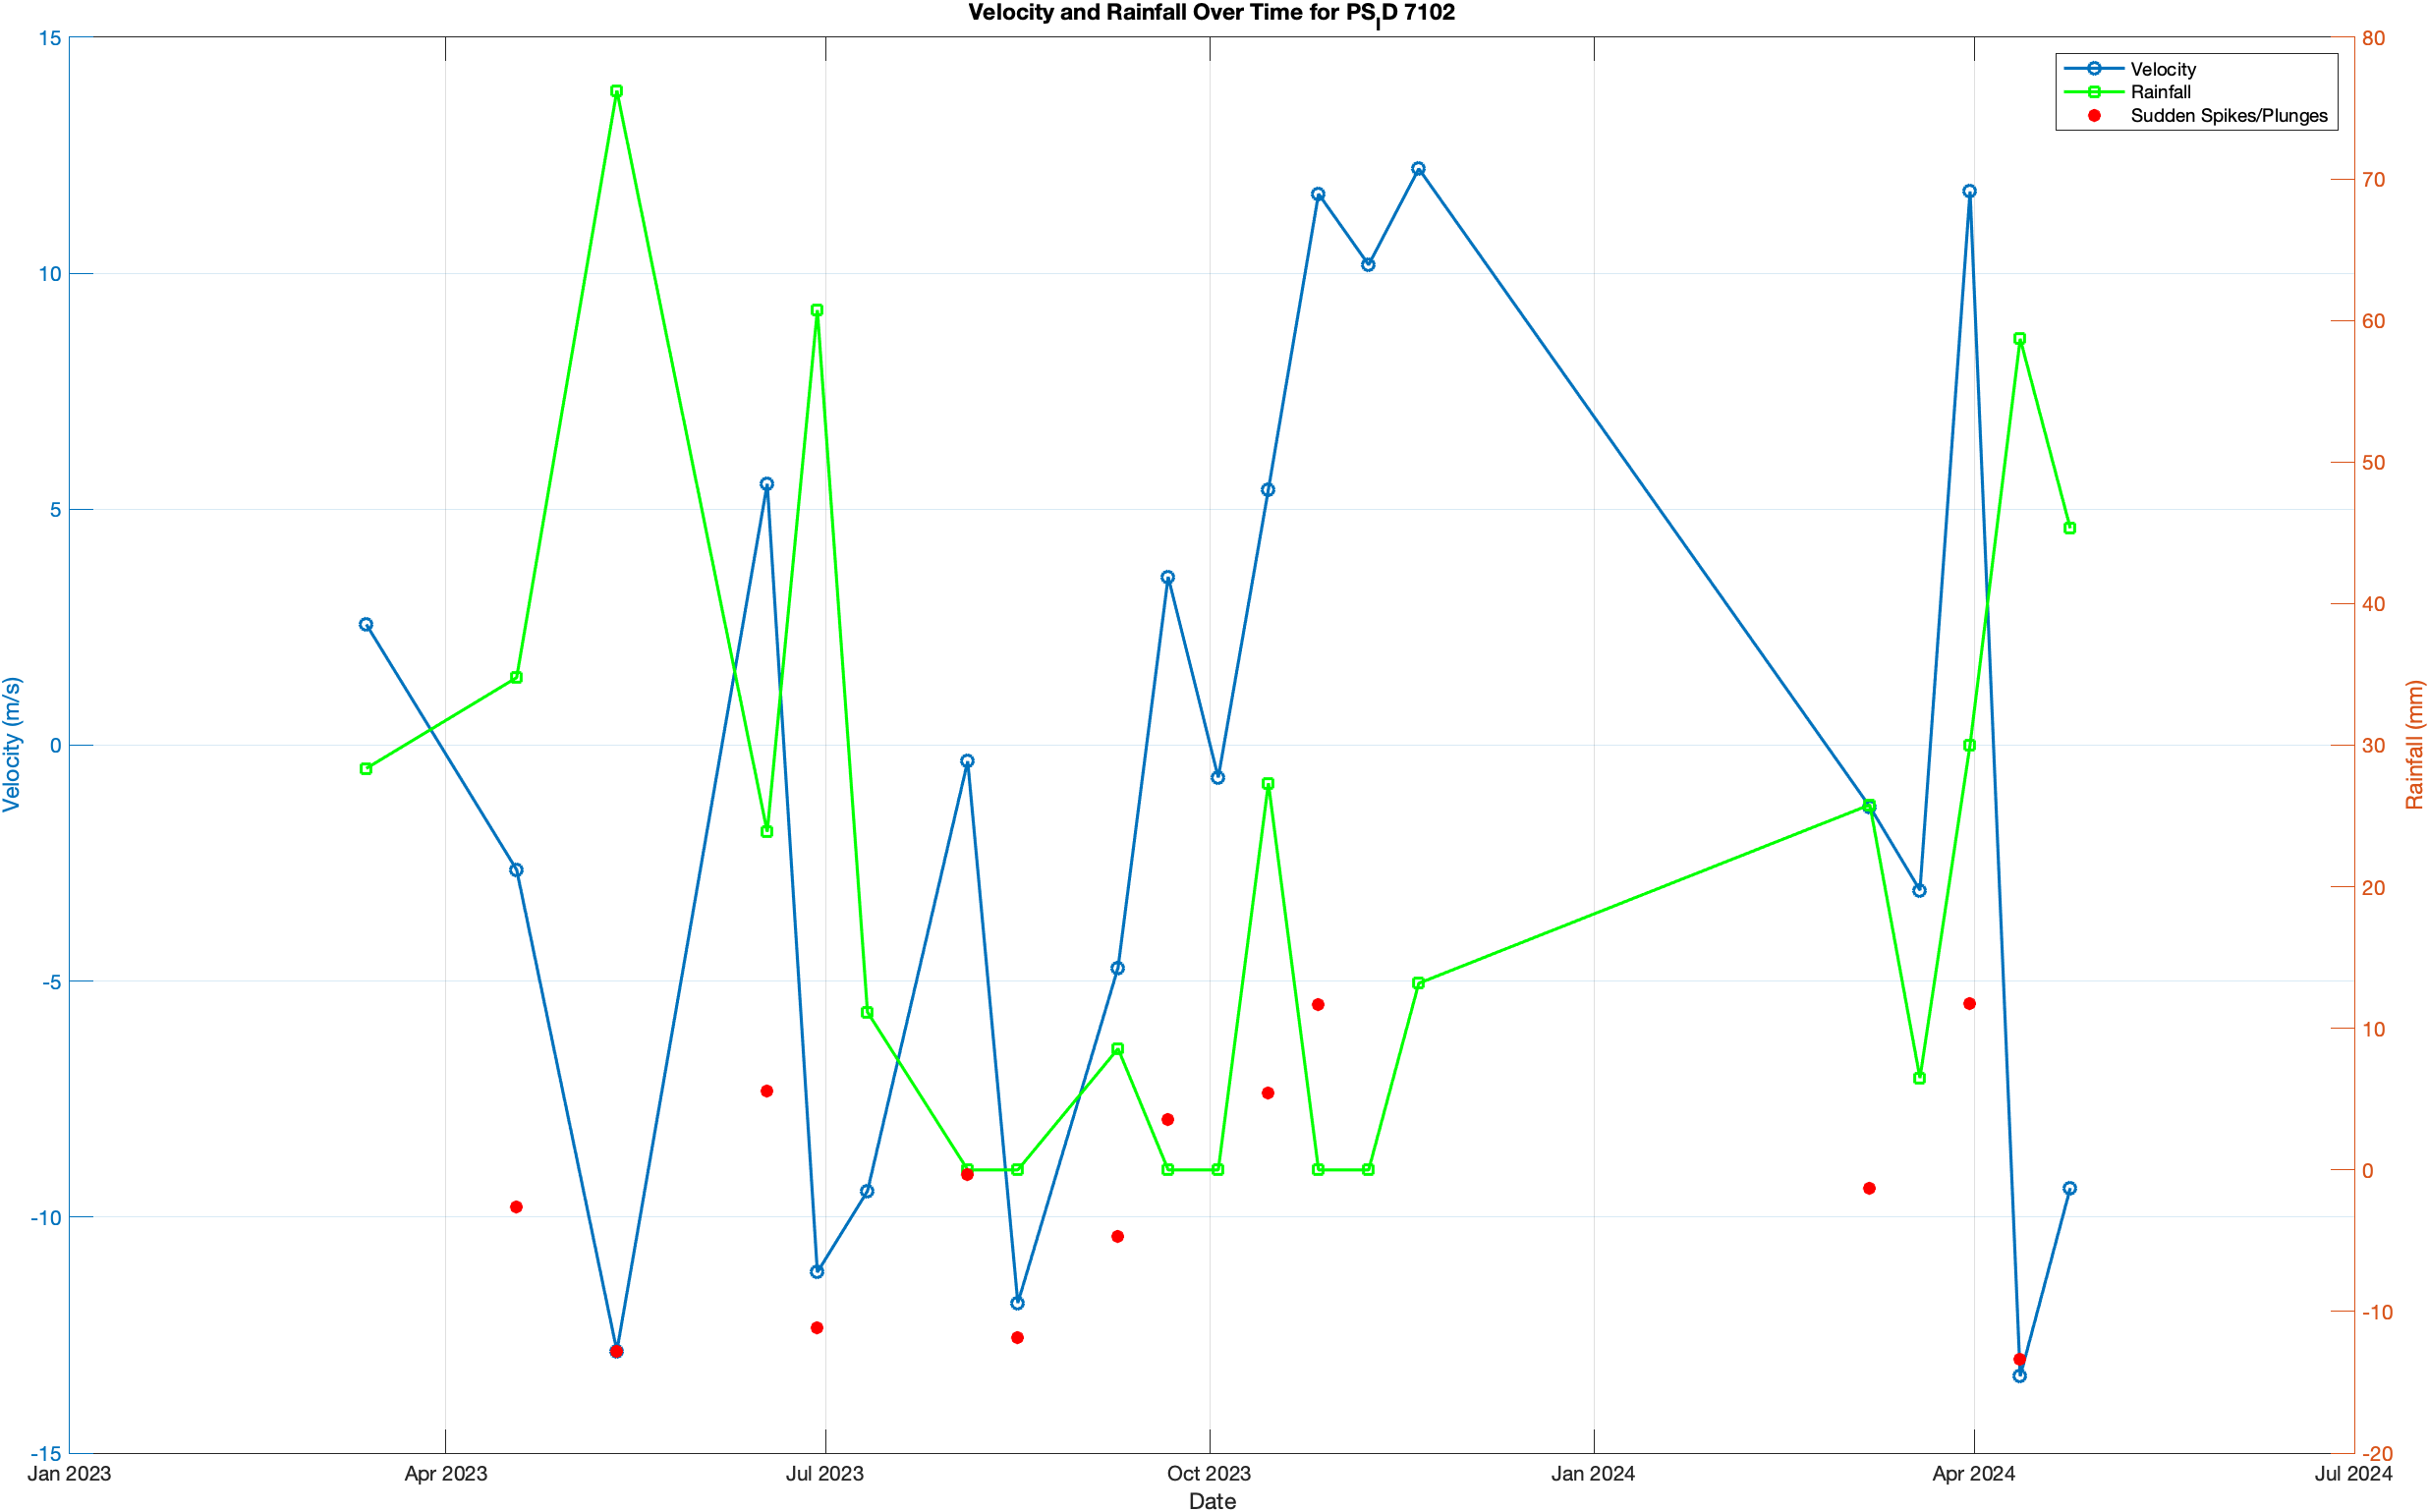 Velocity and Rainfall Over Time for PS_ID 7102
15
10
5
0
-5
-10
-15
Velocity (m/s)
80
70
60
50
40
30
20
10
0
-10
-20
Rainfall (mm)
Velocity
Rainfall
Sudden Spikes/Plunges
Jan 2023 Apr 2023 Jul 2023 Oct 2023 Jan 2024 Apr 2024 Jul 2024
Date